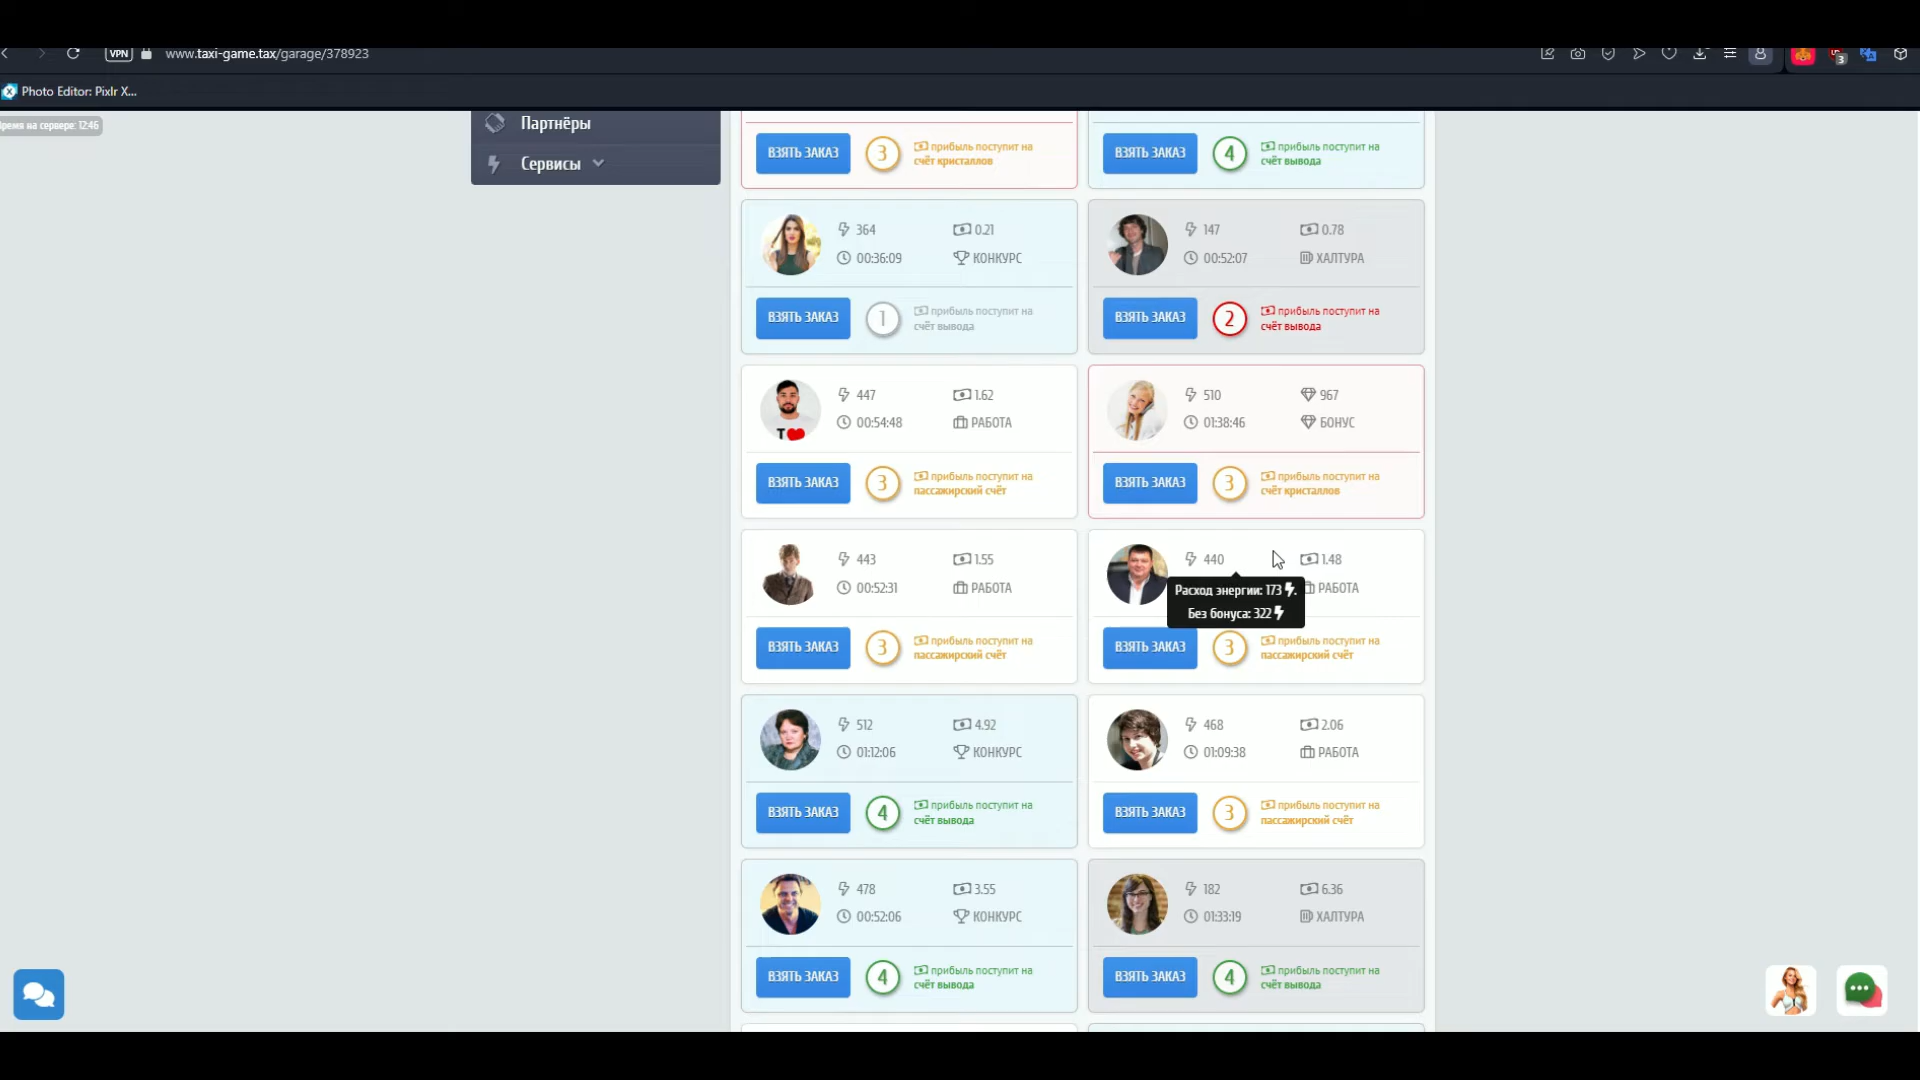 VPN
www.taxi-game.tax/garage/378923
3
Photo Editor: Pixlr X...
время на сервере: 12:46
Партнёры
Сервисы
ВЗЯТЬ ЗАКАЗ
3
прибыль поступит на
счёт кристаллов
ВЗЯТЬ ЗАКАЗ
4
прибыль поступит на
счёт вывода
364
0.21
00:36:09
КОНКУРС
ВЗЯТЬ ЗАКАЗ
1
прибыль поступит на
счёт вывода
147
0.78
00:52:07
ХАЛТУРА
ВЗЯТЬ ЗАКАЗ
2
прибыль поступит на
счёт вывода
T
447
1.62
00:54:48
РАБОТА
ВЗЯТЬ ЗАКАЗ
3
прибыль поступит на
пассажирский счёт
510
967
01:38:46
БОНУС
ВЗЯТЬ ЗАКАЗ
3
прибыль поступит на
счёт кристаллов
443
1.55
00:52:31
РАБОТА
ВЗЯТЬ ЗАКАЗ
3
прибыль поступит на
пассажирский счёт
440
1.48
РАБОТА
Расход энергии: 173.
Без бонуса: 322
ВЗЯТЬ ЗАКАЗ
3
прибыль поступит на
пассажирский счёт
512
4.92
01:12:06
КОНКУРС
ВЗЯТЬ ЗАКАЗ
4
прибыль поступит на
счёт вывода
468
2.06
01:09:38
РАБОТА
ВЗЯТЬ ЗАКАЗ
3
прибыль поступит на
пассажирский счёт
478
3.55
00:52:06
КОНКУРС
ВЗЯТЬ ЗАКАЗ
4
прибыль поступит на
счёт вывода
182
6.36
01:33:19
ХАЛТУРА
ВЗЯТЬ ЗАКАЗ
4
прибыль поступит на
счёт вывода